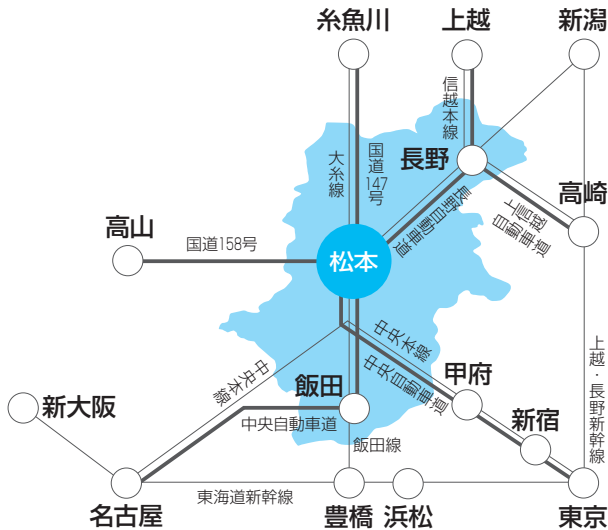 糸魚川
上越
新潟
信越本線
大糸線
国道147号
長野
高崎
長野自動車道
上信越
自動車道
高山
国道158号
松本
中央本線
中央本線
中央自動車道
上越・長野新幹線
飯田
甲府
新大阪
中央自動車道
新宿
飯田線
東海道新幹線
名古屋
豊橋
浜松
東京